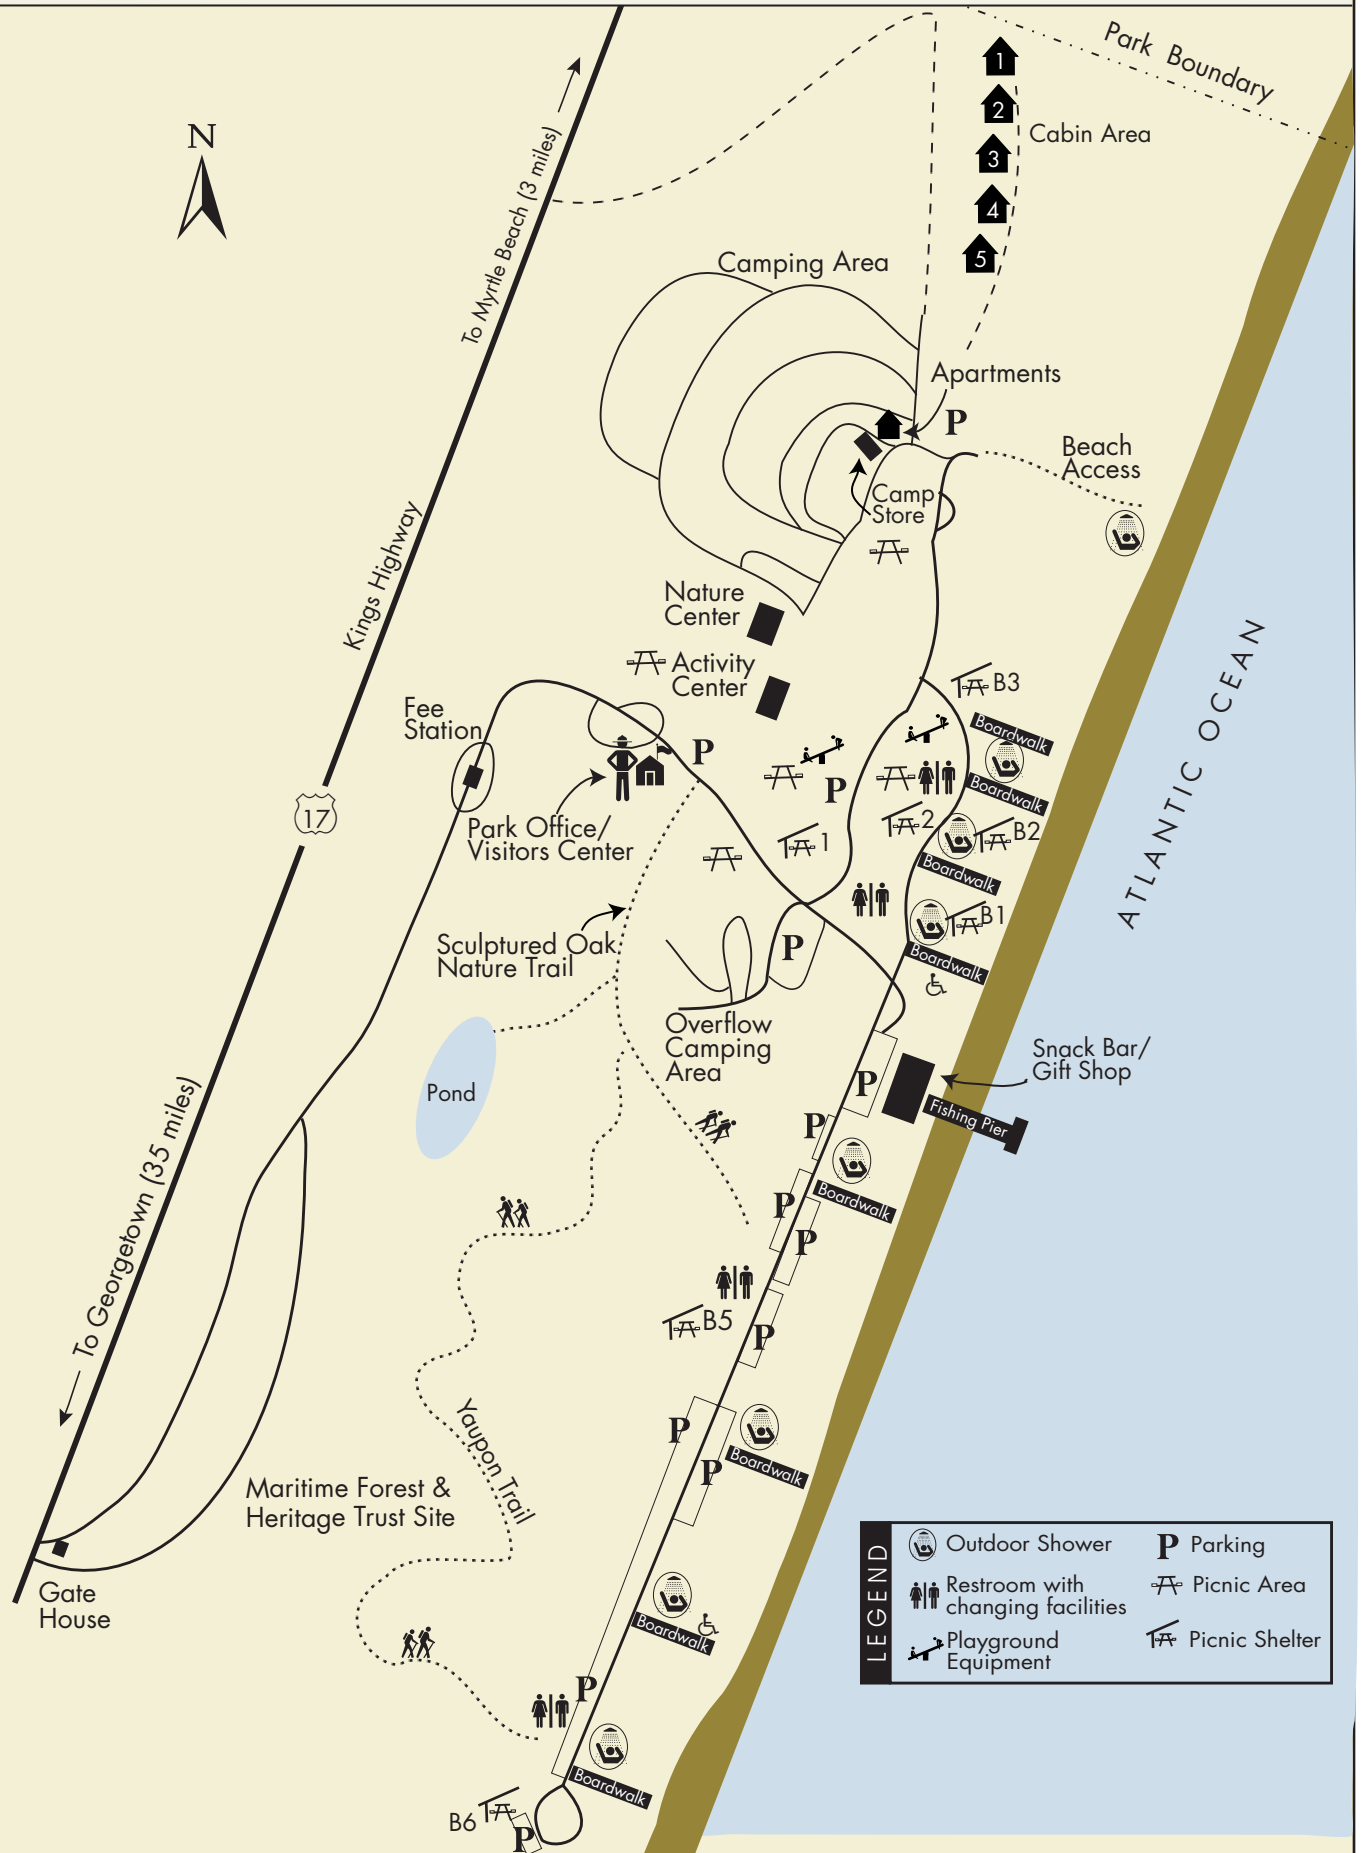 Park Boundary
N
1
2
Cabin Area
3
4
5
To Myrtle Beach (3 miles)
Camping Area
Apartments
P
Beach
Access
Camp
Store
Kings Highway
Nature
Center
Activity
Center
B3
ATLANTIC OCEAN
Fee
Station
Boardwalk
P
P
Boardwalk
17
Park Office/
Visitors Center
1
2
B2
Boardwalk
B1
Sculptured Oak
Nature Trail
P
Boardwalk
Overflow
Camping
Area
Snack Bar/
Gift Shop
Pond
P
Fishing Pier
P
To Georgetown (35 miles)
P
Boardwalk
P
B5
P
Yaupon Trail
P
P
Boardwalk
Maritime Forest &
Heritage Trust Site
LEGEND
Outdoor Shower
P Parking
Restroom with
changing facilities
Picnic Area
Playground
Equipment
Picnic Shelter
Gate
House
Boardwalk
P
Boardwalk
B6
P